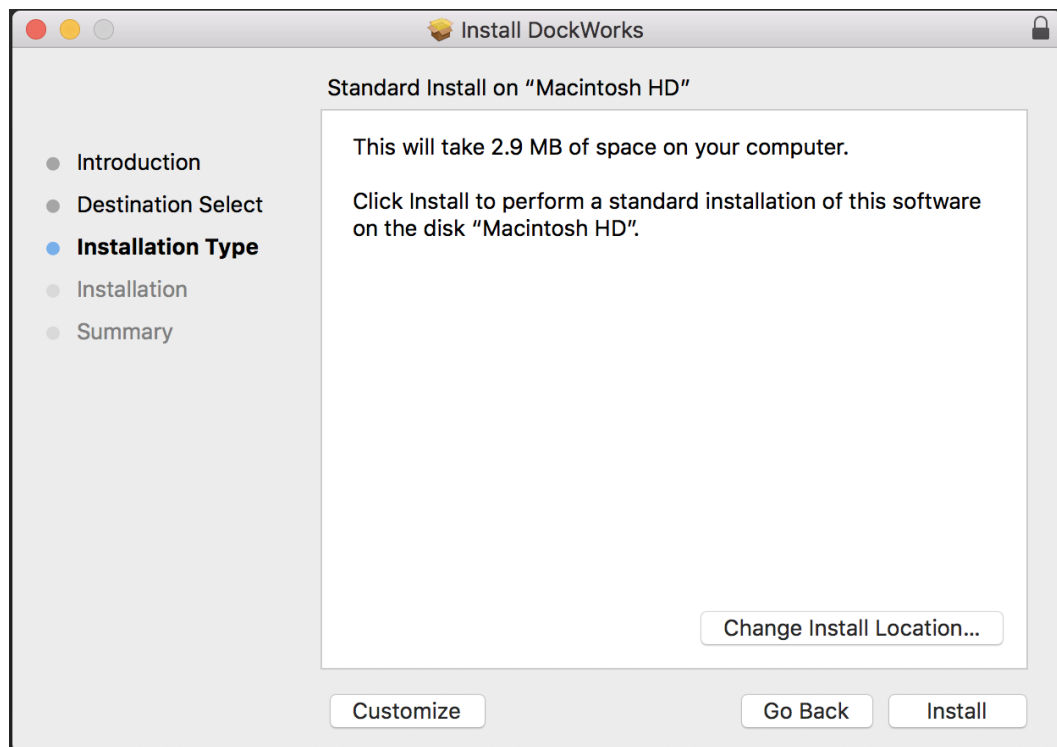 Install DockWorks
Standard Install on “Macintosh HD”
Introduction
Destination Select
Installation Type
Installation
Summary
This will take 2.9 MB of space on your computer.
Click Install to perform a standard installation of this software
on the disk “Macintosh HD”.
Change Install Location...
Customize
Go Back
Install